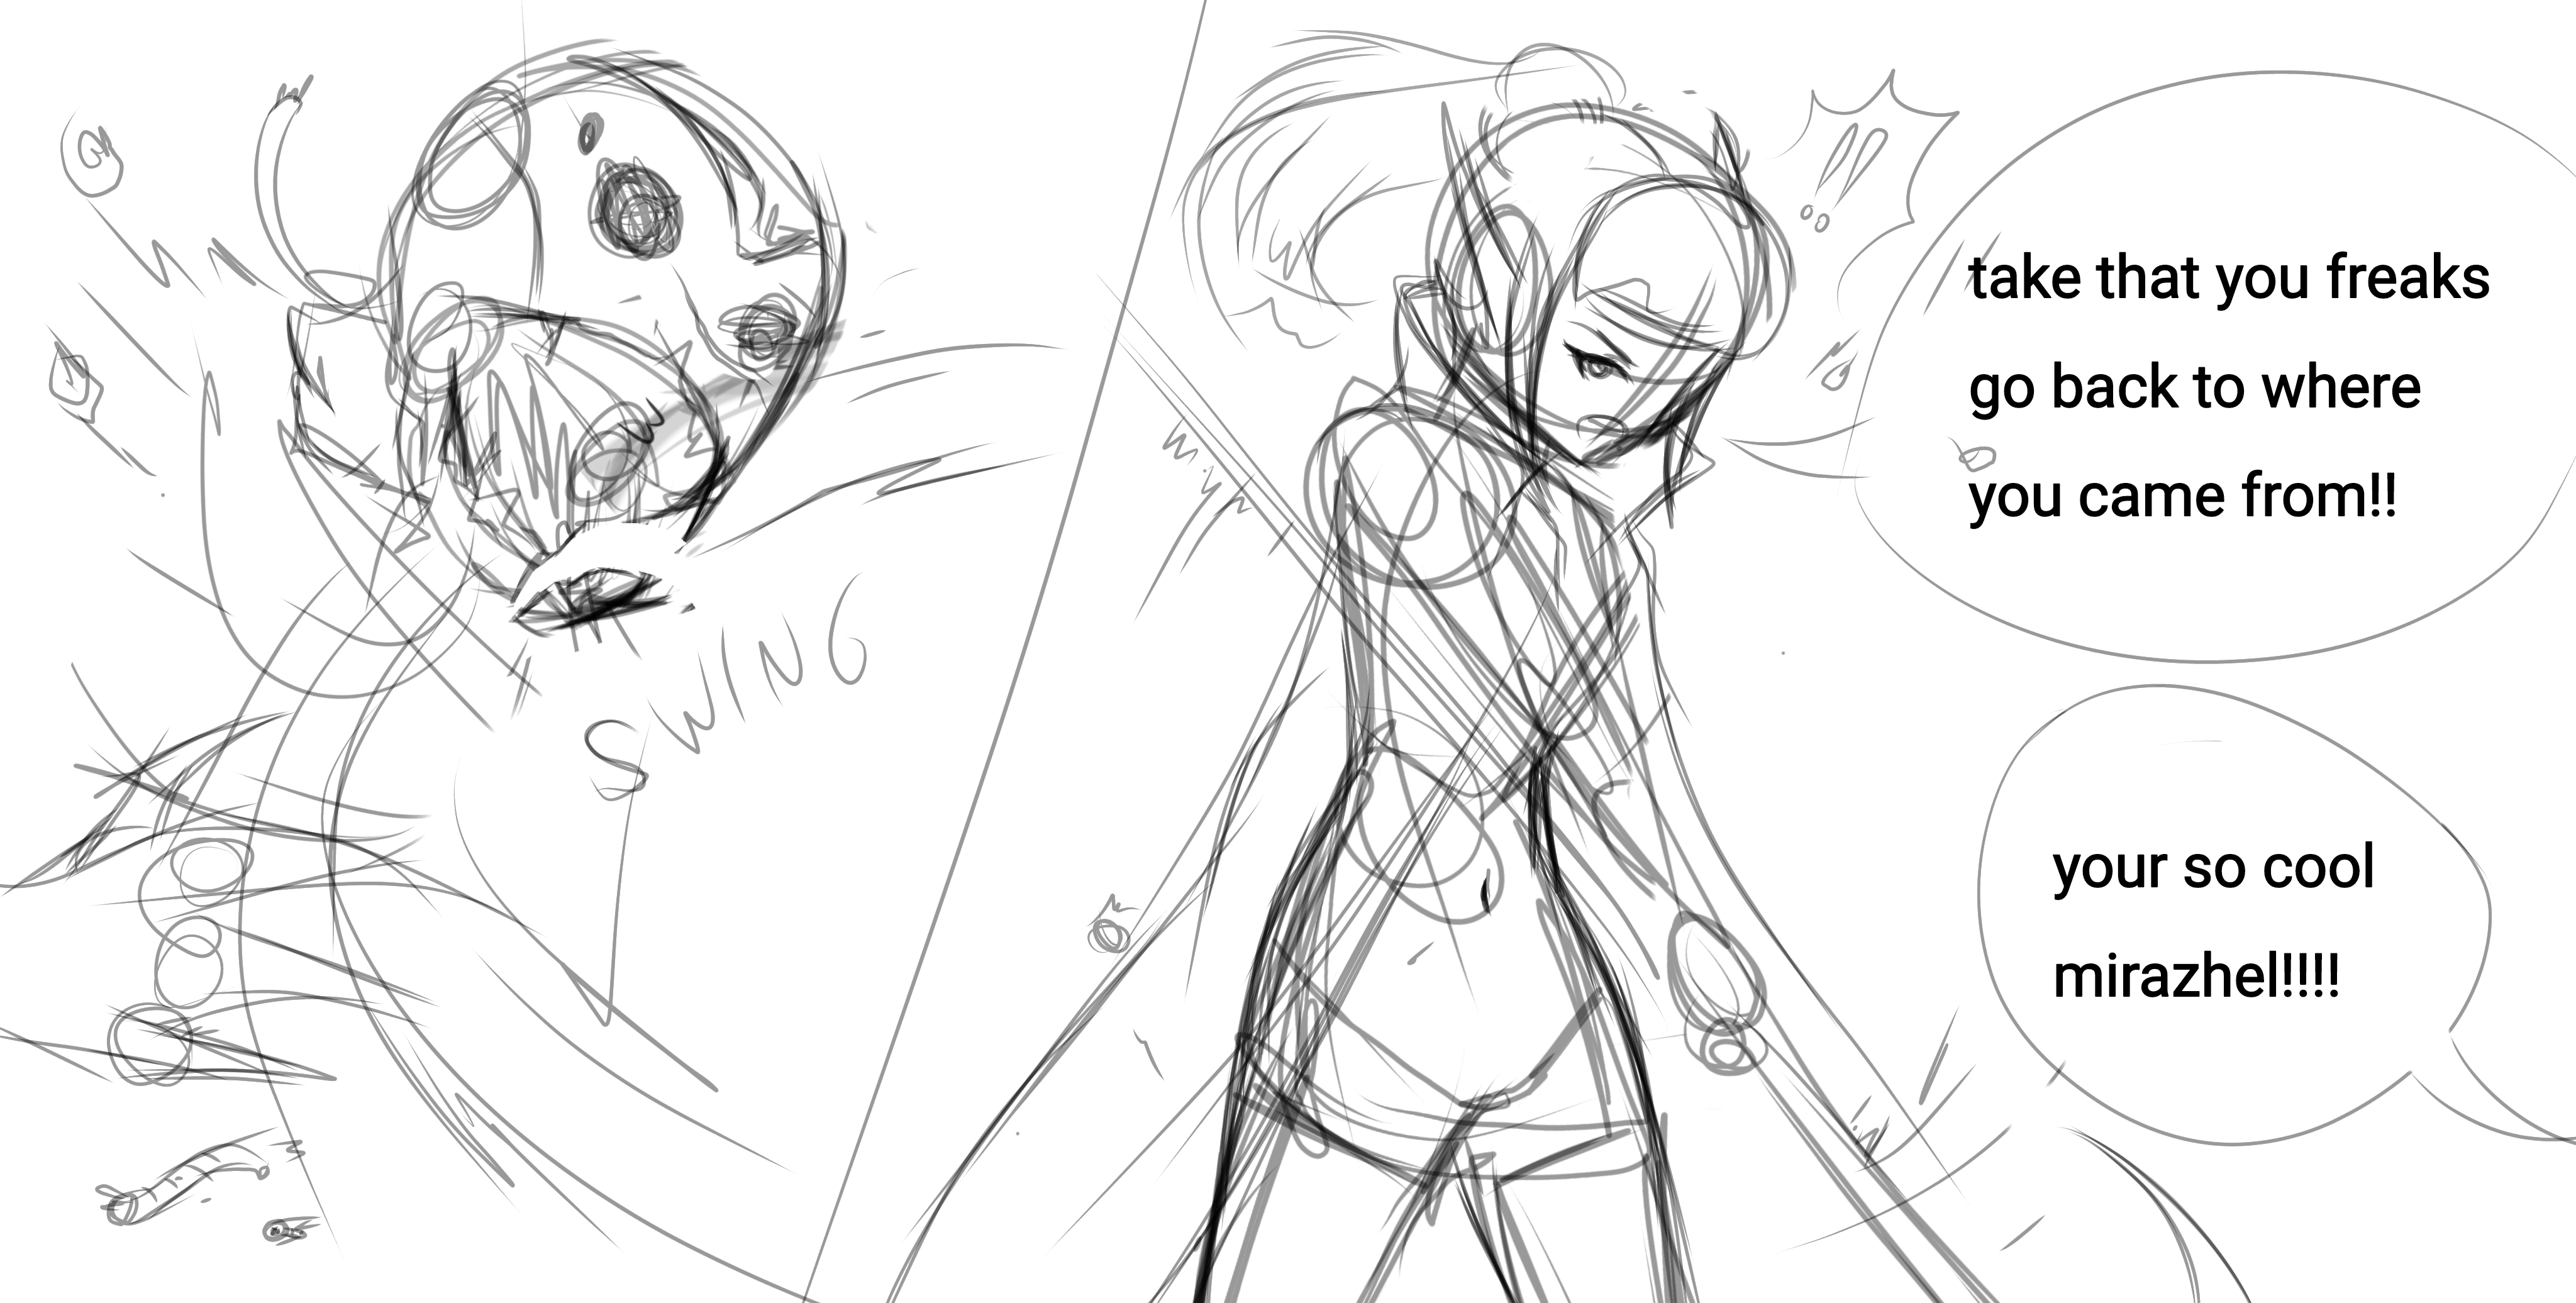 SWING
!!
take that you freaks
go back to where
you came from!!
your so cool
mirazhel!!!!